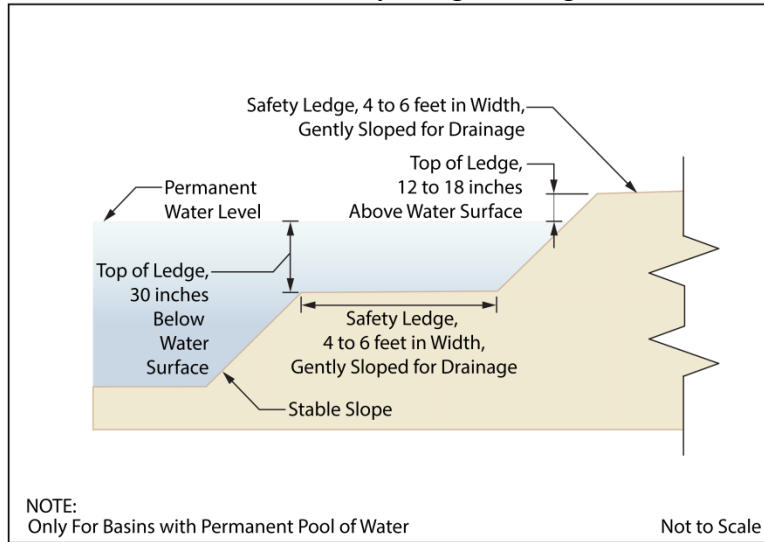 Safety Ledge, 4 to 6 feet in Width,
Gently Sloped for Drainage
Top of Ledge,
12 to 18 inches
Above Water Surface
Permanent
Water Level
Top of Ledge,
30 inches
Below
Water
Surface
Safety Ledge,
4 to 6 feet in Width,
Gently Sloped for Drainage
Stable Slope
NOTE:
Only For Basins with Permanent Pool of Water
Not to Scale